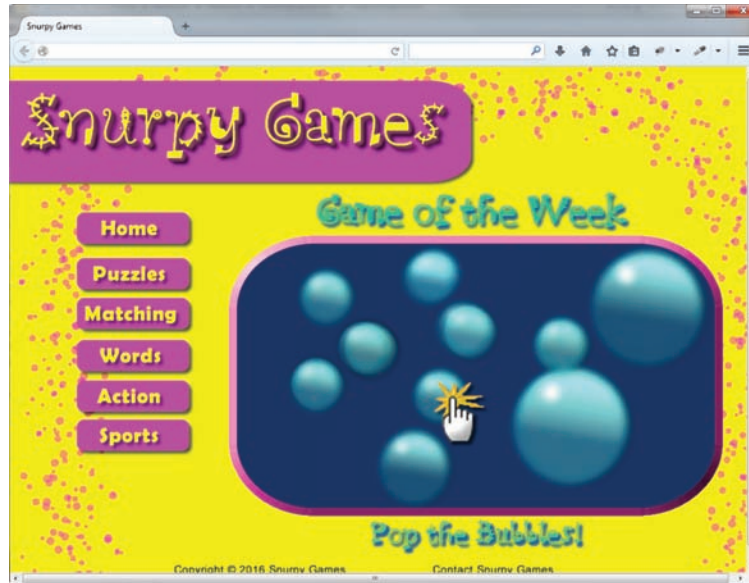 Snurpy Games
Snurpy Games
Game of the Week
Home
Puzzles
Matching
Words
Action
Sports
Pop the Bubbles!
Copyright © 2016 Snurpy Games
Contact Snurpy Games